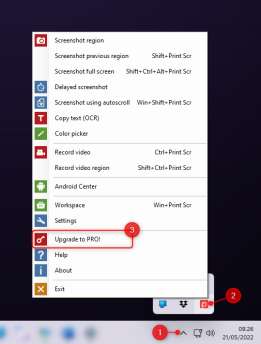 Screenshot region
Screenshot previous region Shift+Print Scr
Screenshot full screen Shift+Ctrl+Alt+Print Scr
Delayed screenshot
Screenshot using autoscroll Win+Shift+Print Scr
T Copy text (OCR)
Color picker
Record video Ctrl+Print Scr
Record video region Shift+Ctrl+Print Scr
Android Center
Workspace Win+Print Scr
Settings
3
Upgrade to PRO!
? Help
i About
X Exit
2
1
09:26
21/05/2022